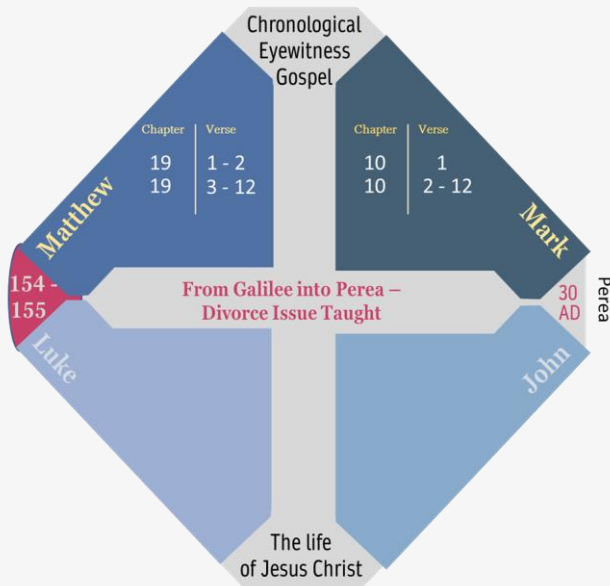 Chronological
Eyewitness
Gospel
Chapter Verse
19 1 - 2
19 3 - 12
Matthew
Chapter Verse
10 1
10 2 - 12
Mark
154 -
155
From Galilee into Perea –
Divorce Issue Taught
30
AD
Perea
Luke
John
The life
of Jesus Christ